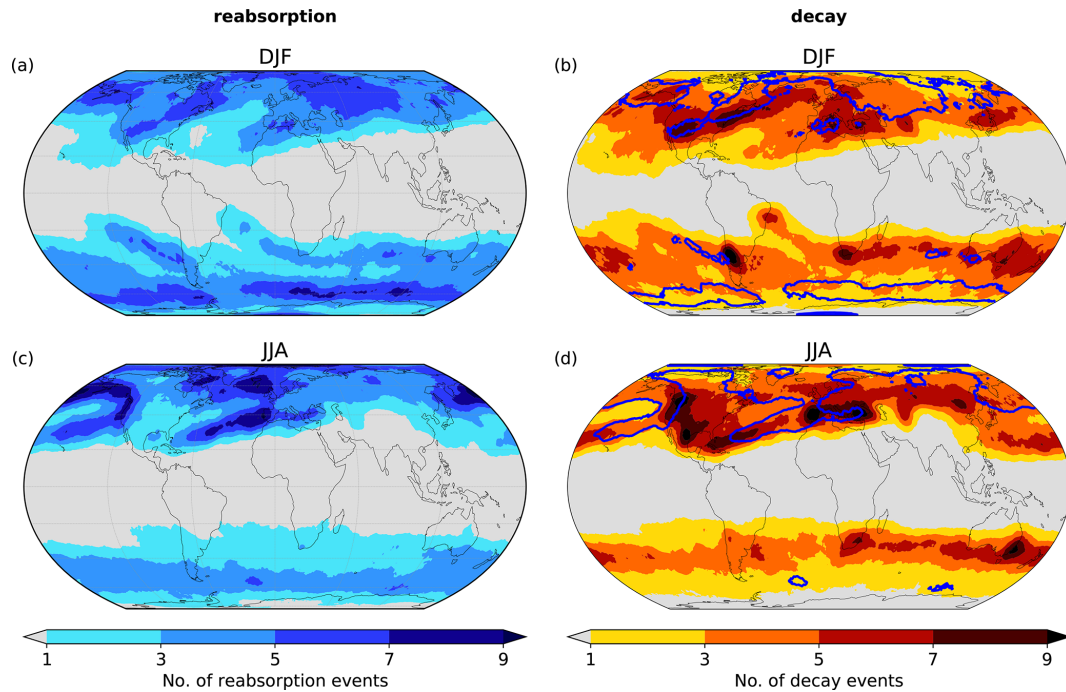 reabsorption
decay
(a)
DJF
(b)
DJF
(c)
JJA
(d)
JJA
1 3 5 7 9
No. of reabsorption events
1 3 5 7 9
No. of decay events